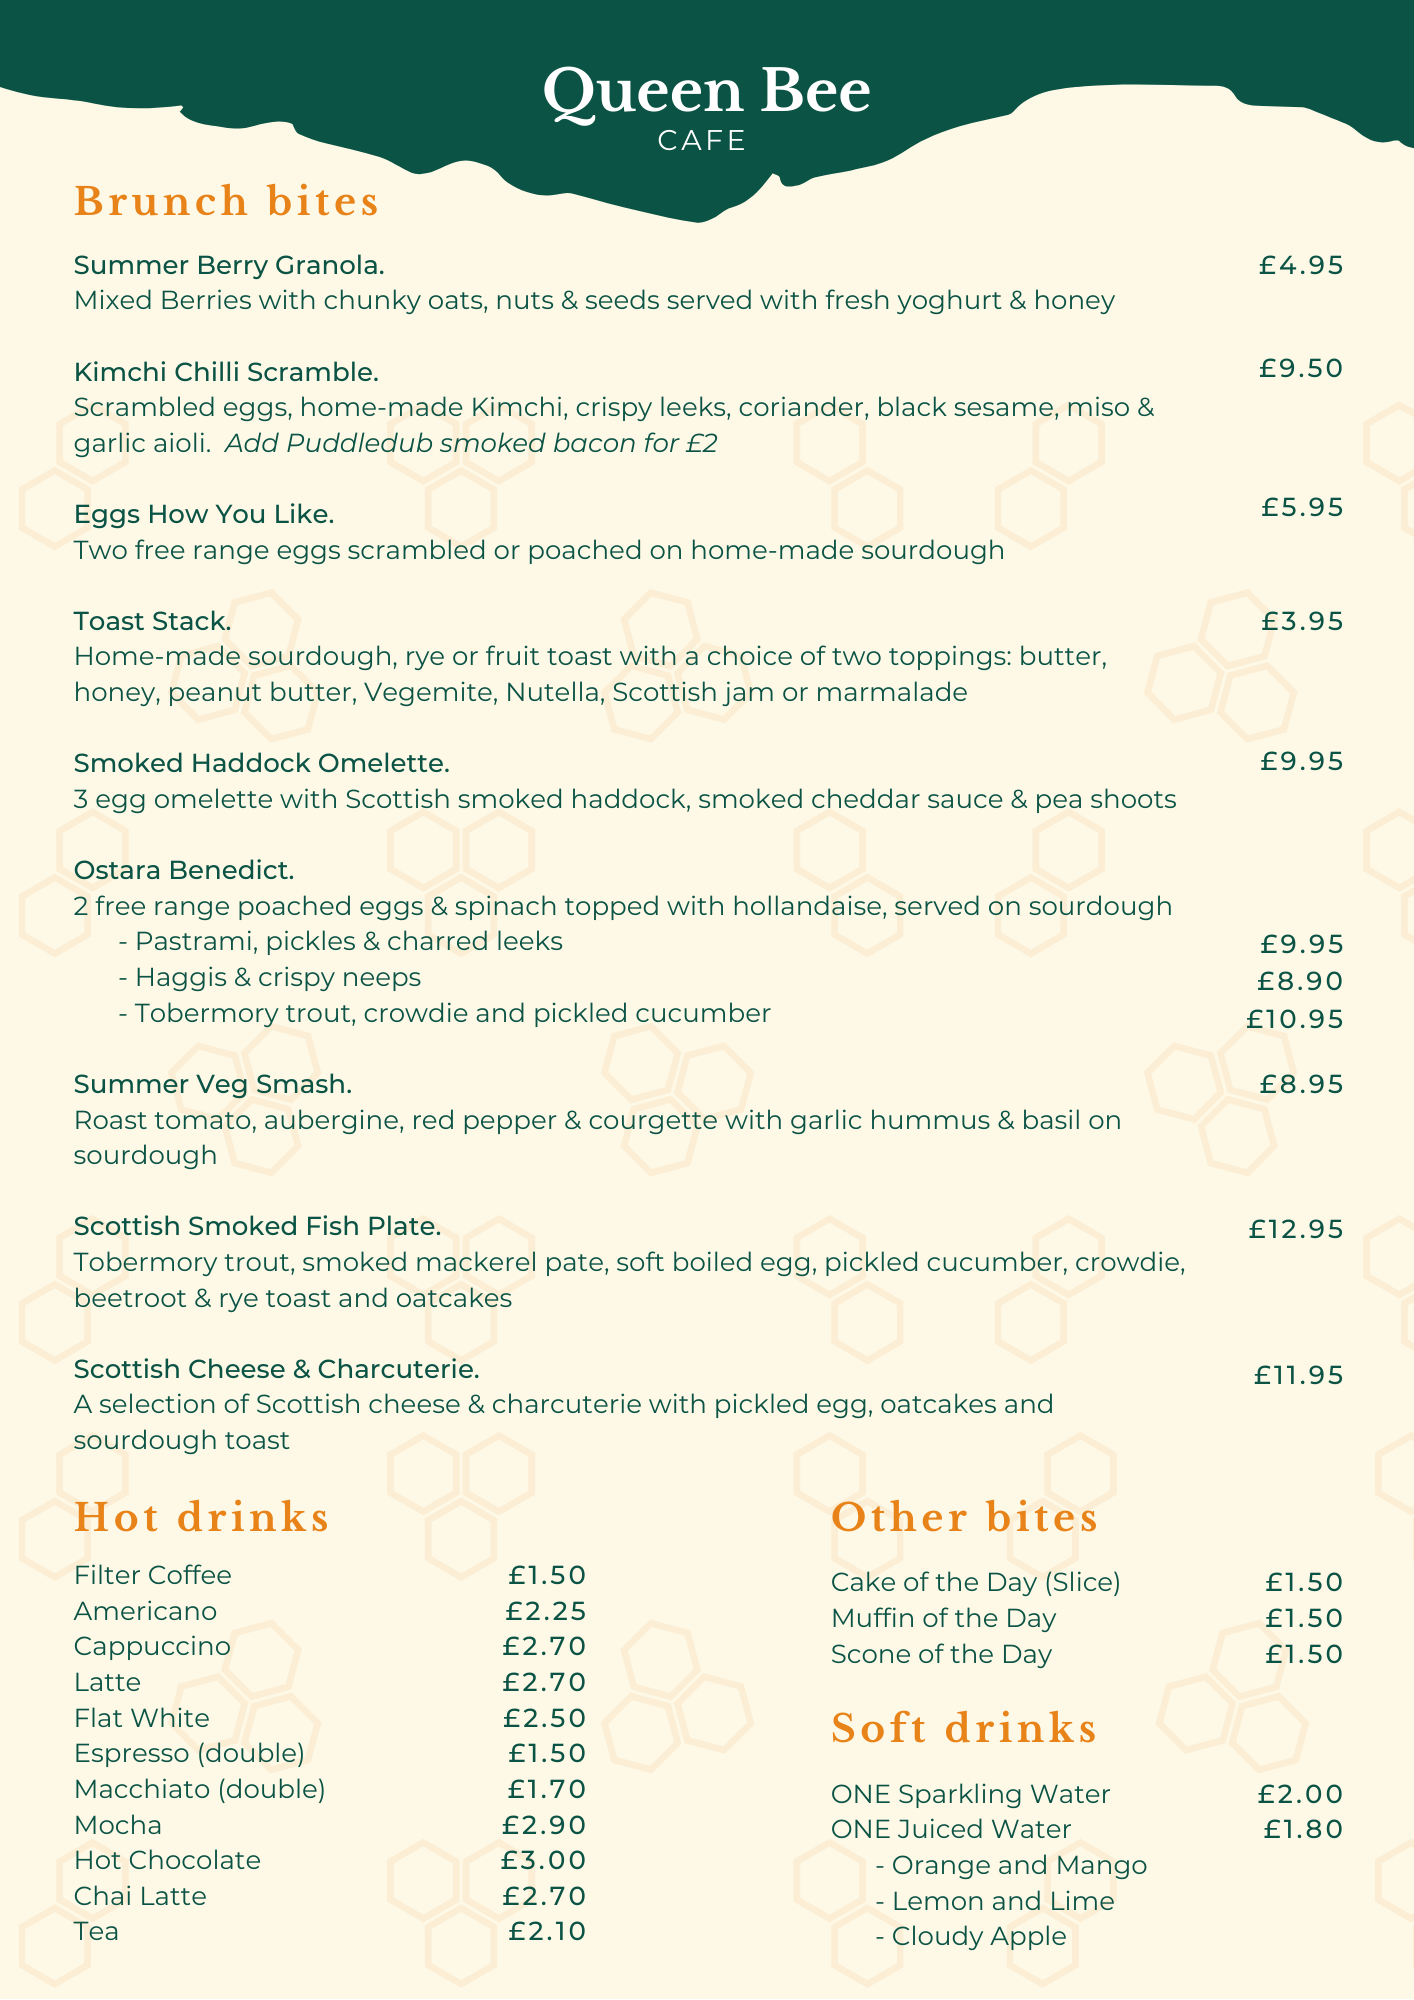 Queen Bee
CAFE
Brunch bites
Summer Berry Granola. £4.95
Mixed Berries with chunky oats, nuts & seeds served with fresh yoghurt & honey
Kimchi Chilli Scramble. £9.50
Scrambled eggs, home-made Kimchi, crispy leeks, coriander, black sesame, miso &
garlic aioli. Add Puddledub smoked bacon for £2
Eggs How You Like. £5.95
Two free range eggs scrambled or poached on home-made sourdough
Toast Stack. £3.95
Home-made sourdough, rye or fruit toast with a choice of two toppings: butter,
honey, peanut butter, Vegemite, Nutella, Scottish jam or marmalade
Smoked Haddock Omelette. £9.95
3 egg omelette with Scottish smoked haddock, smoked cheddar sauce & pea shoots
Ostara Benedict.
2 free range poached eggs & spinach topped with hollandaise, served on sourdough
- Pastrami, pickles & charred leeks £9.95
- Haggis & crispy neeps £8.90
- Tobermory trout, crowdie and pickled cucumber £10.95
Summer Veg Smash. £8.95
Roast tomato, aubergine, red pepper & courgette with garlic hummus & basil on
sourdough
Scottish Smoked Fish Plate. £12.95
Tobermory trout, smoked mackerel pate, soft boiled egg, pickled cucumber, crowdie,
beetroot & rye toast and oatcakes
Scottish Cheese & Charcuterie. £11.95
A selection of Scottish cheese & charcuterie with pickled egg, oatcakes and
sourdough toast
Hot drinks
Filter Coffee £1.50
Americano £2.25
Cappuccino £2.70
Latte £2.70
Flat White £2.50
Espresso (double) £1.50
Macchiato (double) £1.70
Mocha £2.90
Hot Chocolate £3.00
Chai Latte £2.70
Tea £2.10
Other bites
Cake of the Day (Slice) £1.50
Muffin of the Day £1.50
Scone of the Day £1.50
Soft drinks
ONE Sparkling Water £2.00
ONE Juiced Water £1.80
- Orange and Mango
- Lemon and Lime
- Cloudy Apple